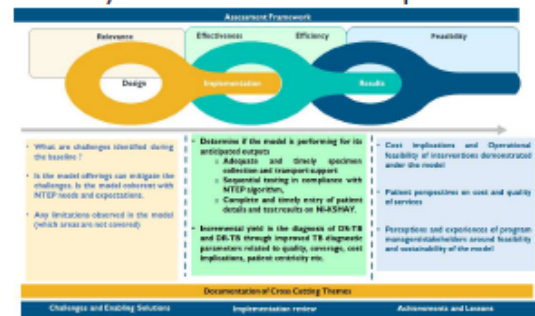 Assessment Framework
Relevance
Effectiveness
Efficiency
Feasibility
Design
Implementation
Results
• What are challenges identified during
the baseline ?
• Is the model offerings can mitigate the
challenges. Is the model coherent with
NTEP needs and expectations.
• Any limitations observed in the model
(which areas are not covered)
• Determine if the model is performing for its
anticipated outputs
o Adequate and timely specimen
collection and transport support
o Sequential testing in compliance with
NTEP algorithm,
o Complete and timely entry of patient
details and test results on NI-KSHAY.
• Incremental yield in the diagnosis of DS-TB
and DR-TB through improved TB diagnostic
parameters related to quality, coverage, cost
implications, patient centricity etc.
• Cost implications and Operational
feasibility of interventions demonstrated
under the model
• Patient perspectives on cost and quality
of services
• Perceptions and experiences of program
managers/stakeholders around feasibility
and sustainability of the model
Documentation of Cross Cutting Themes
Challenges and Enabling Solutions
Implementation review
Achievements and Lessons